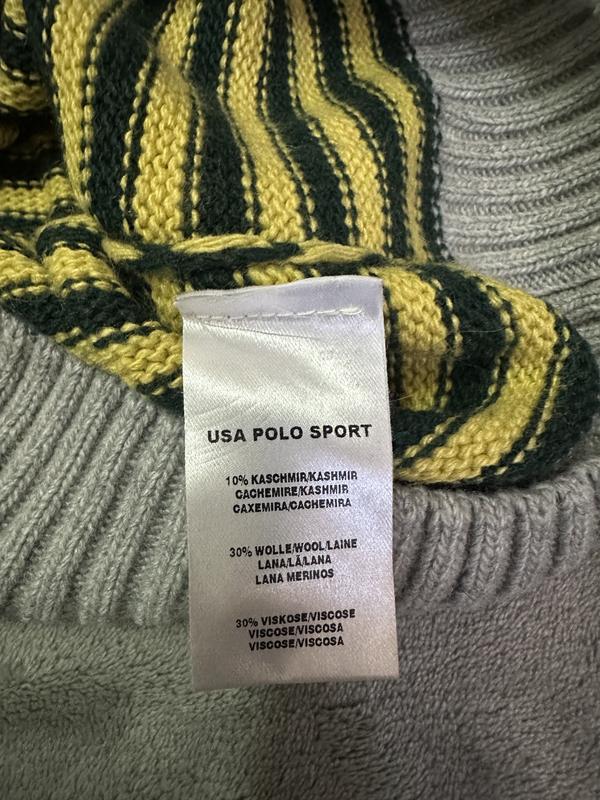 USA POLO SPORT
10% KASCHMIR/KASHMIR
CACHEMIRE/KASHMIR
CAXEMIRA/CACHEMIRA
30% WOLLE/WOOL/LAINE
LANA/LÃ/LANA
LANA MERINOS
30% VISKOSE/VISCOSE
VISCOSE/VISCOSA
VISCOSE/VISCOSA